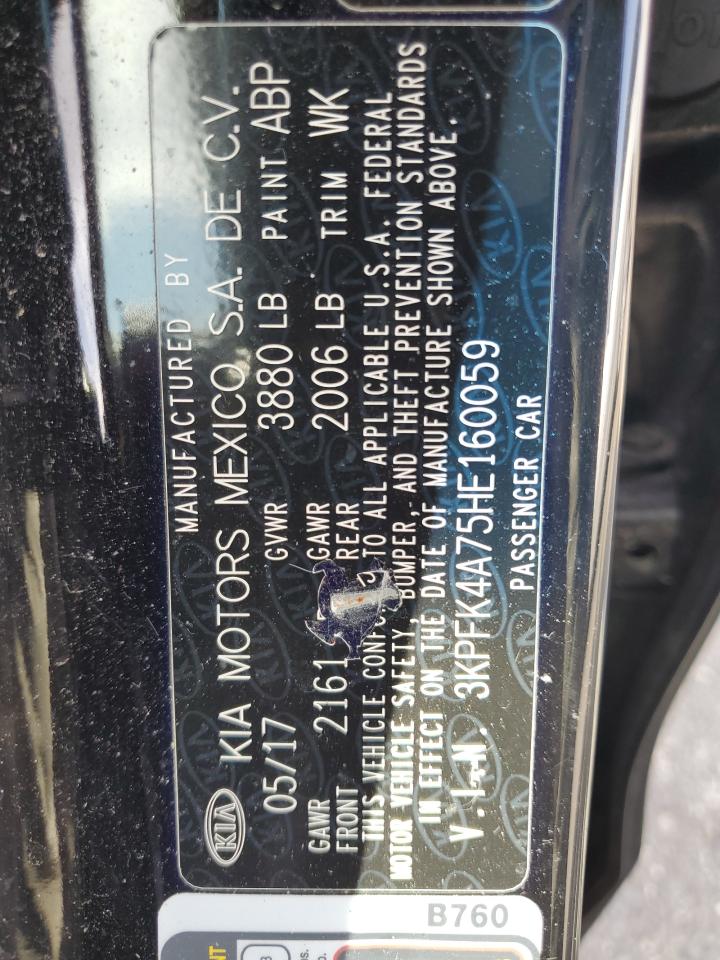 MANUFACTURED BY
KIA KIA MOTORS MEXICO S.A. DE C.V.
05/17 GVWR 3880 LB PAINT ABP
GAWR FRONT 2161 GAWR REAR 2006 LB TRIM WK
THIS VEHICLE TO ALL APPLICABLE U.S.A. FEDERAL
MOTOR VEHICLE SAFETY, BUMPER, AND THEFT PREVENTION STANDARDS
IN EFFECT ON THE DATE OF MANUFACTURE SHOWN ABOVE.
V.I.N. 3KPFK4A75HE160059
PASSENGER CAR
B760